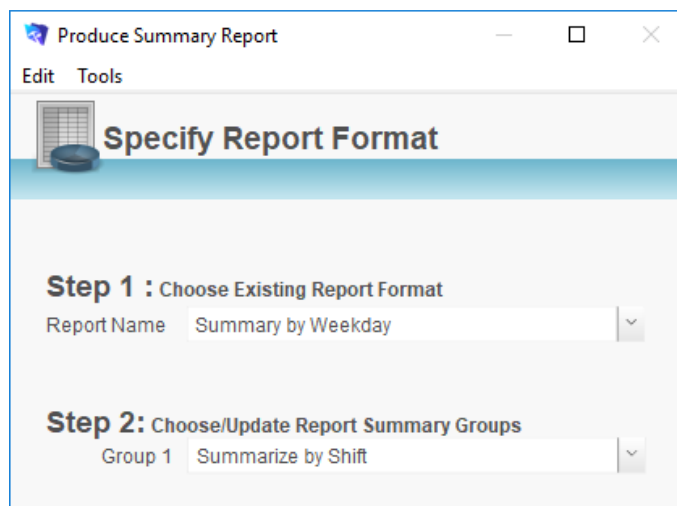 Produce Summary Report
Edit Tools
Specify Report Format
Step 1 : Choose Existing Report Format
Report Name Summary by Weekday
Step 2: Choose/Update Report Summary Groups
Group 1 Summarize by Shift